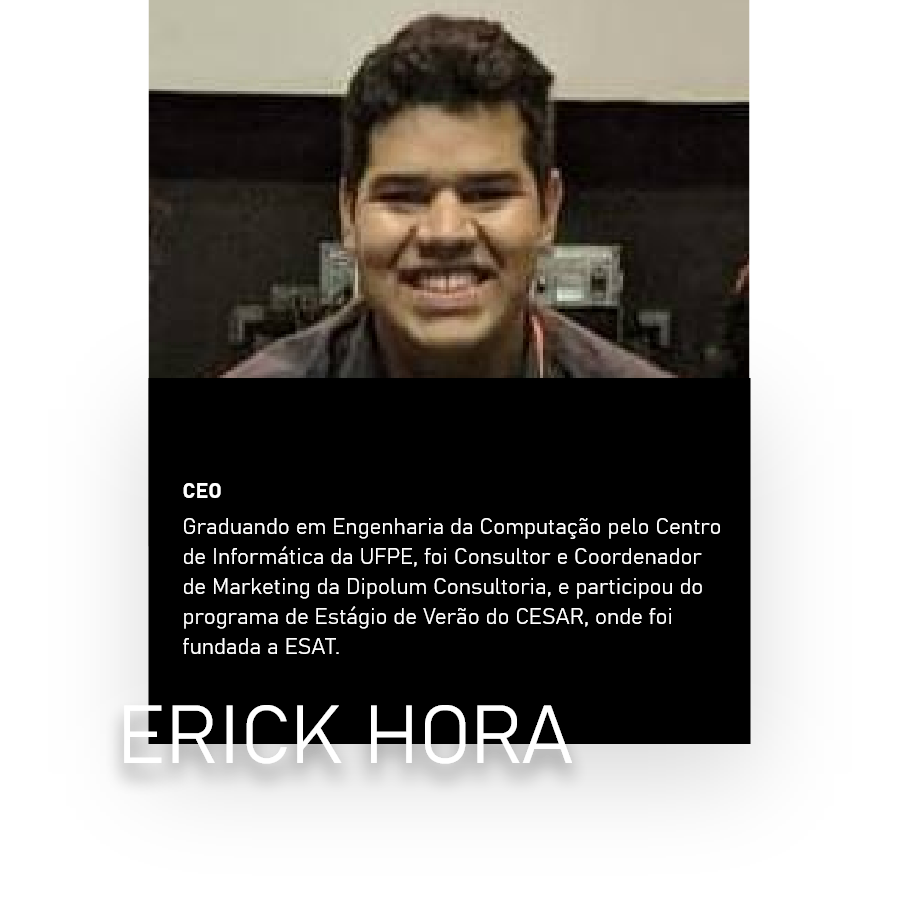 CEO
Graduando em Engenharia da Computação pelo Centro
de Informática da UFPE, foi Consultor e Coordenador
de Marketing da Dipolum Consultoria, e participou do
programa de Estágio de Verão do CESAR, onde foi
fundada a ESAT.
ERICK HORA